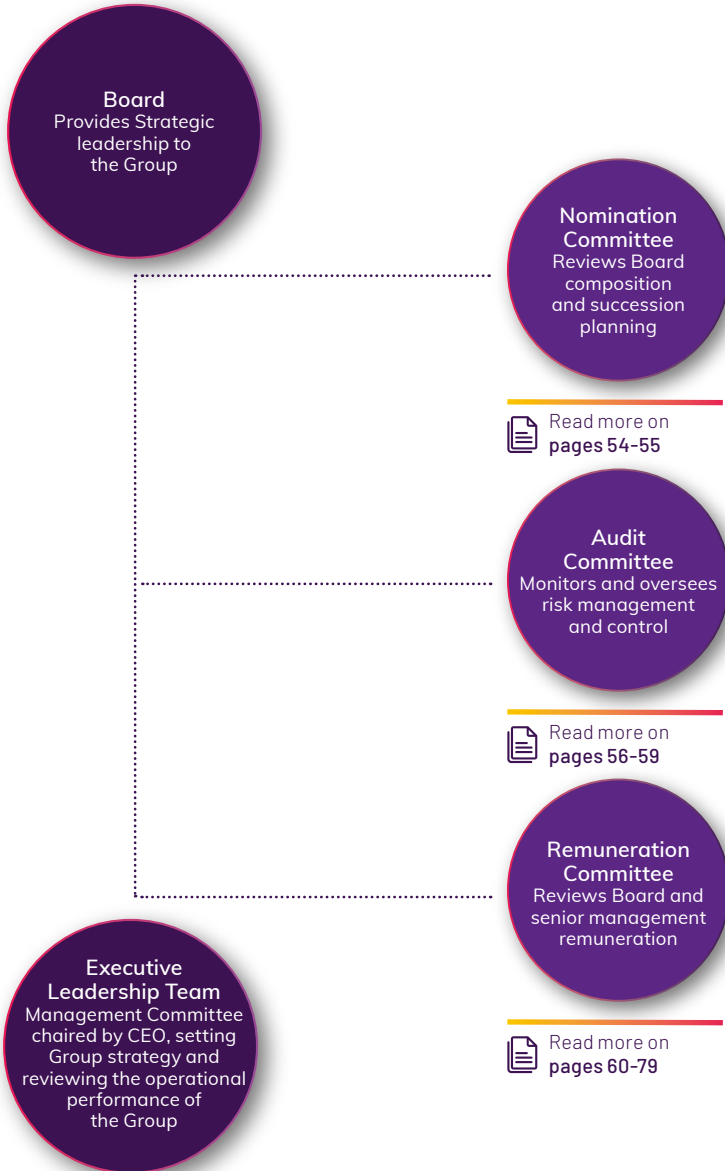 Board
Provides Strategic
leadership to
the Group
Nomination
Committee
Reviews Board
composition
and succession
planning
Read more on
pages 54-55
Audit
Committee
Monitors and oversees
risk management
and control
Read more on
pages 56-59
Remuneration
Committee
Reviews Board and
senior management
remuneration
Read more on
pages 60-79
Executive
Leadership Team
Management Committee
chaired by CEO, setting
Group strategy and
reviewing the operational
performance of
the Group